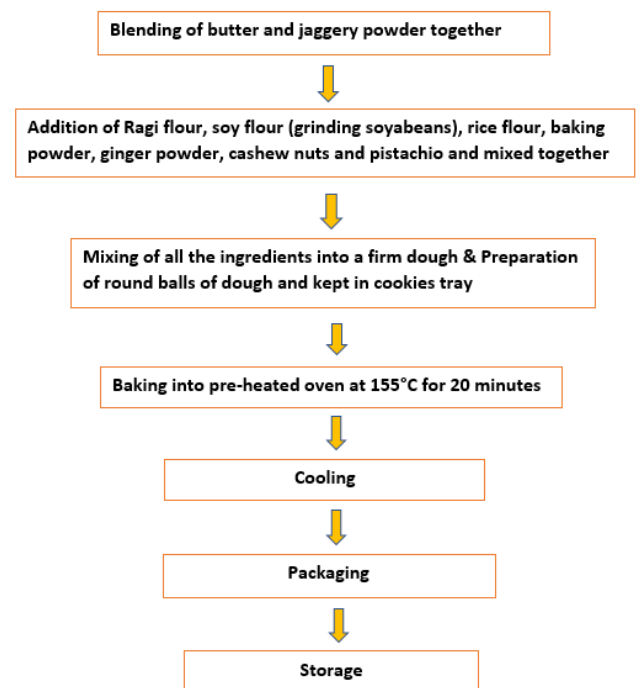 Blending of butter and jaggery powder together
Addition of Ragi flour, soy flour (grinding soyabeans), rice flour, baking
powder, ginger powder, cashew nuts and pistachio and mixed together
Mixing of all the ingredients into a firm dough & Preparation
of round balls of dough and kept in cookies tray
Baking into pre-heated oven at 155°C for 20 minutes
Cooling
Packaging
Storage